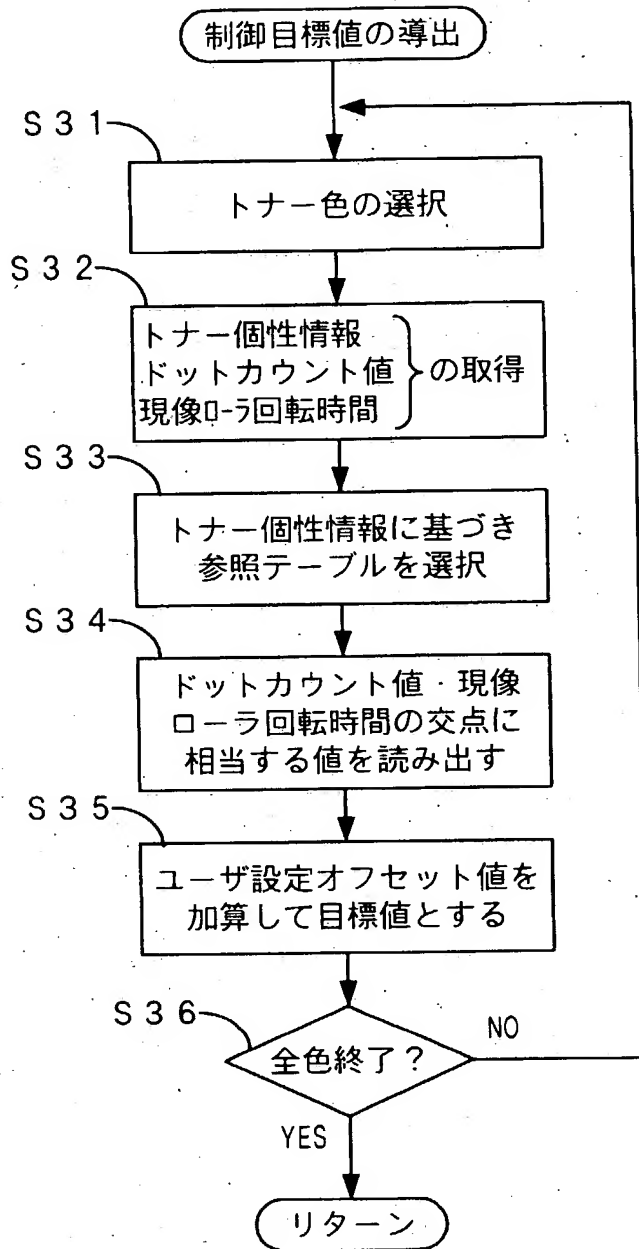 制御目標値の導出
S31
トナー色の選択
S32
トナー個性情報
ドットカウント値
現像ローラ回転時間
の取得
S33
トナー個性情報に基づき
参照テーブルを選択
S34
ドットカウント値・現像
ローラ回転時間の交点に
相当する値を読み出す
S35
ユーザ設定オフセット値を
加算して目標値とする
S36
全色終了?
NO
YES
リターン